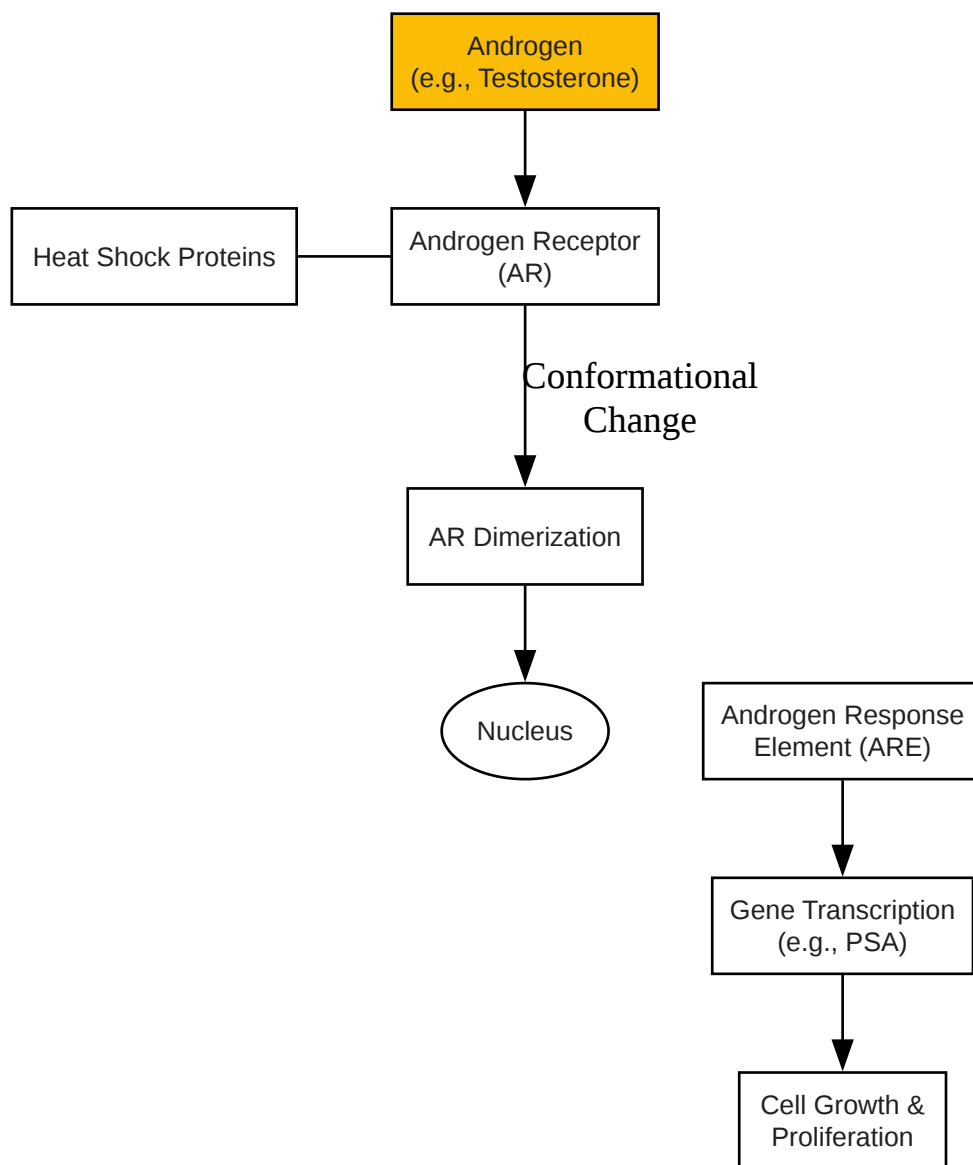 Androgen
(e.g., Testosterone)
Heat Shock Proteins
Androgen Receptor
(AR)
Conformational
Change
AR Dimerization
Nucleus
Androgen Response
Element (ARE)
Gene Transcription
(e.g., PSA)
Cell Growth &
Proliferation